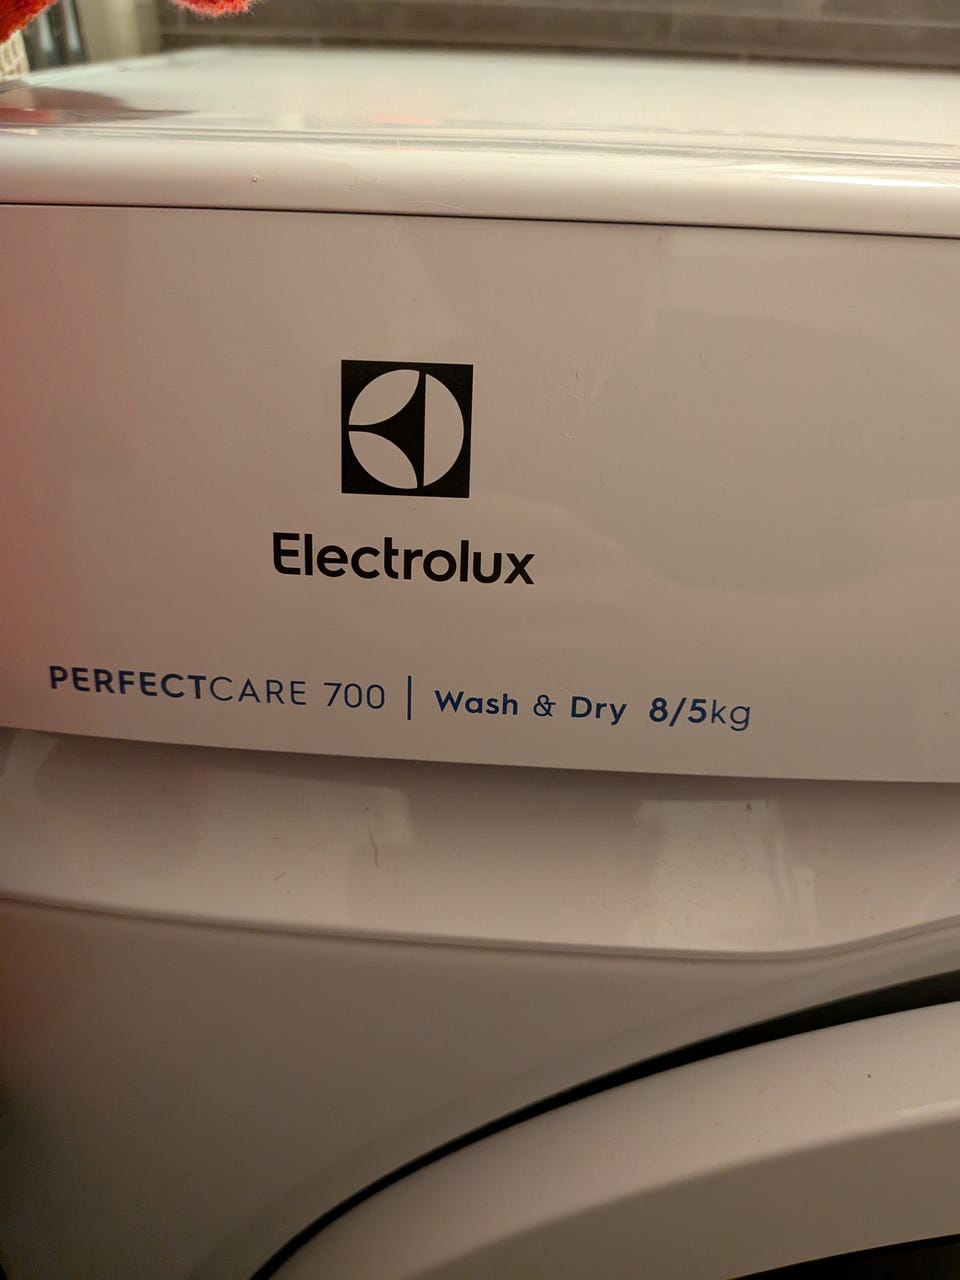 Electrolux
PERFECTCARE 700 | Wash & Dry 8/5kg